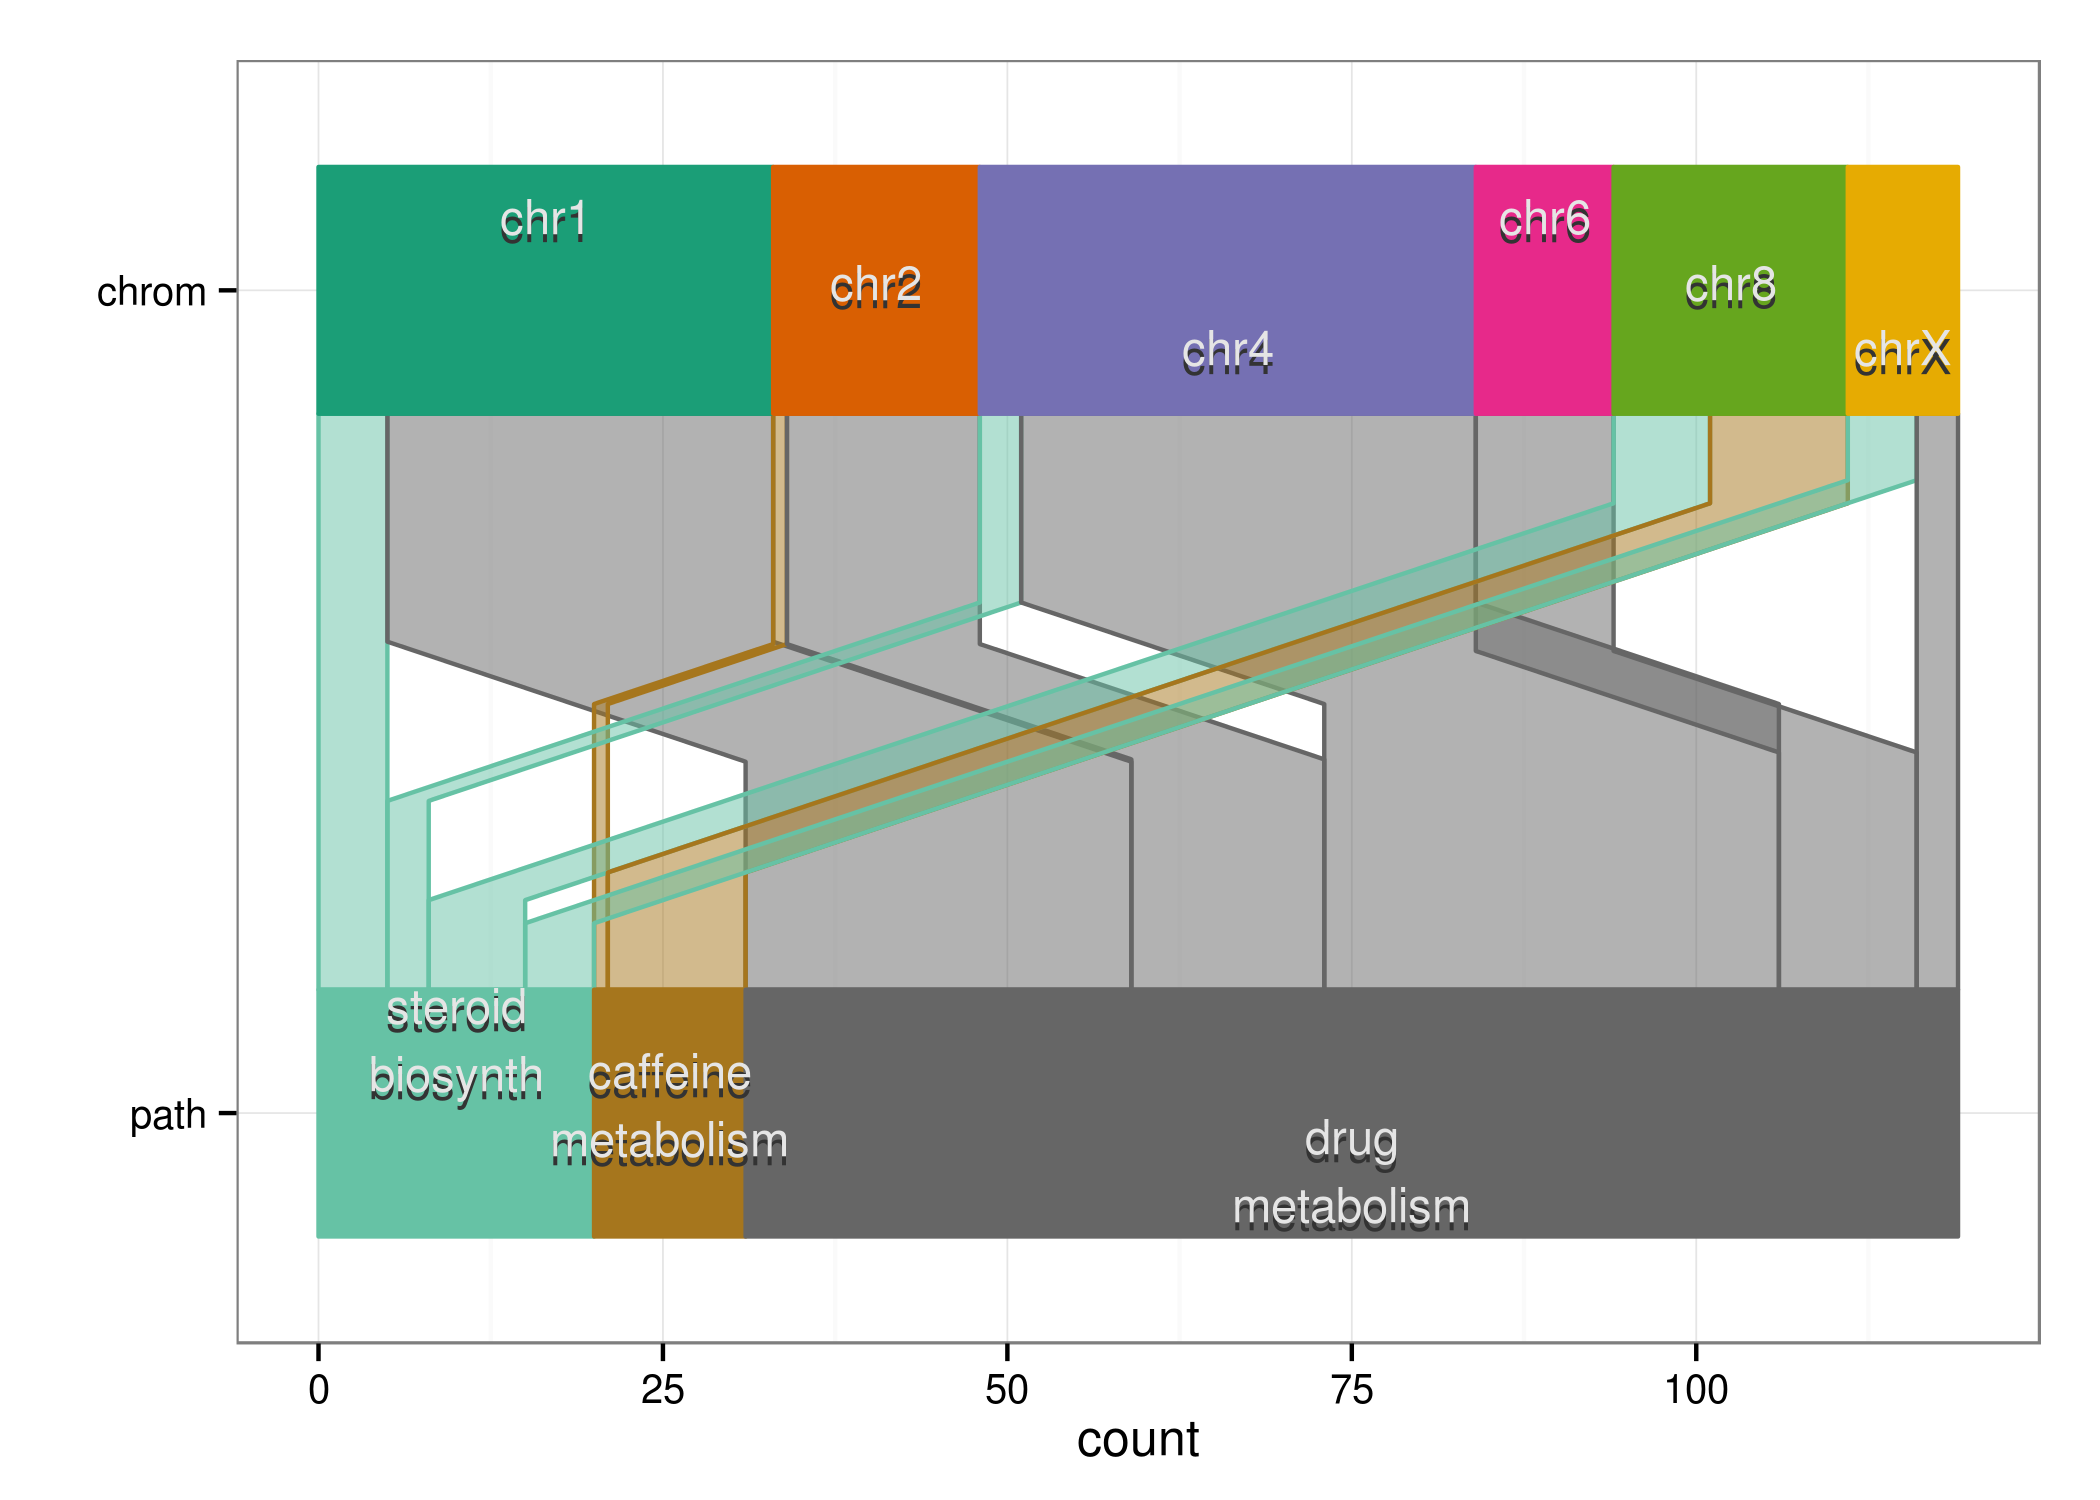 chrom
chr1
chr2
chr4
chr6
chr8
chrX
path
steroid
biosynth
caffeine
metabolism
drug
metabolism
0 25 50 75 100
count